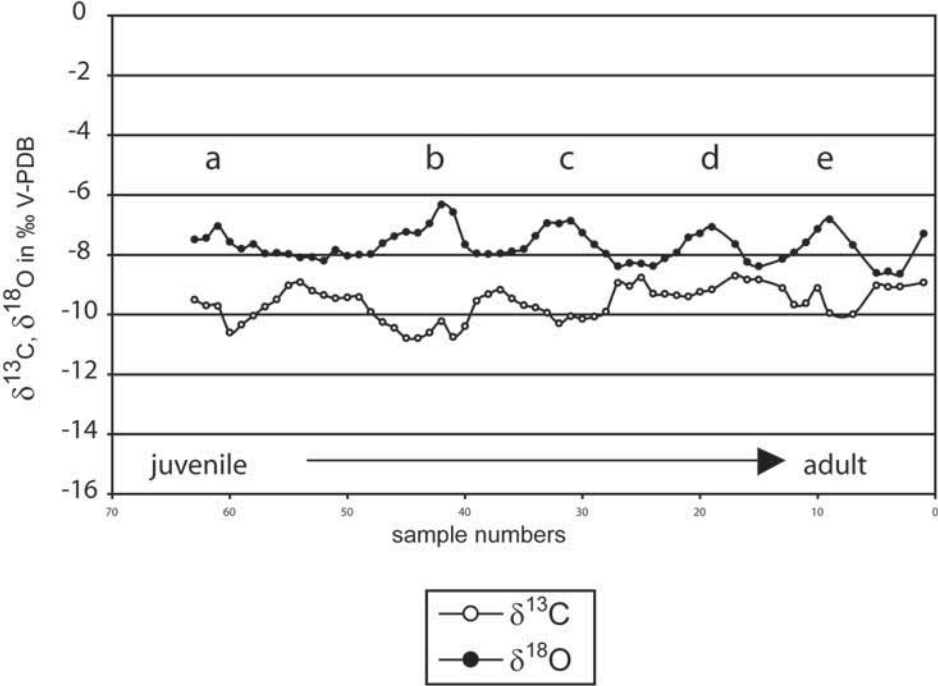 0
-2
-4
-6
-8
-10
-12
-14
-16
δ13C, δ18O in ‰ V-PDB
a b c d e
juvenile adult
70 60 50 40 30 20 10 0
sample numbers
δ13C
δ18O